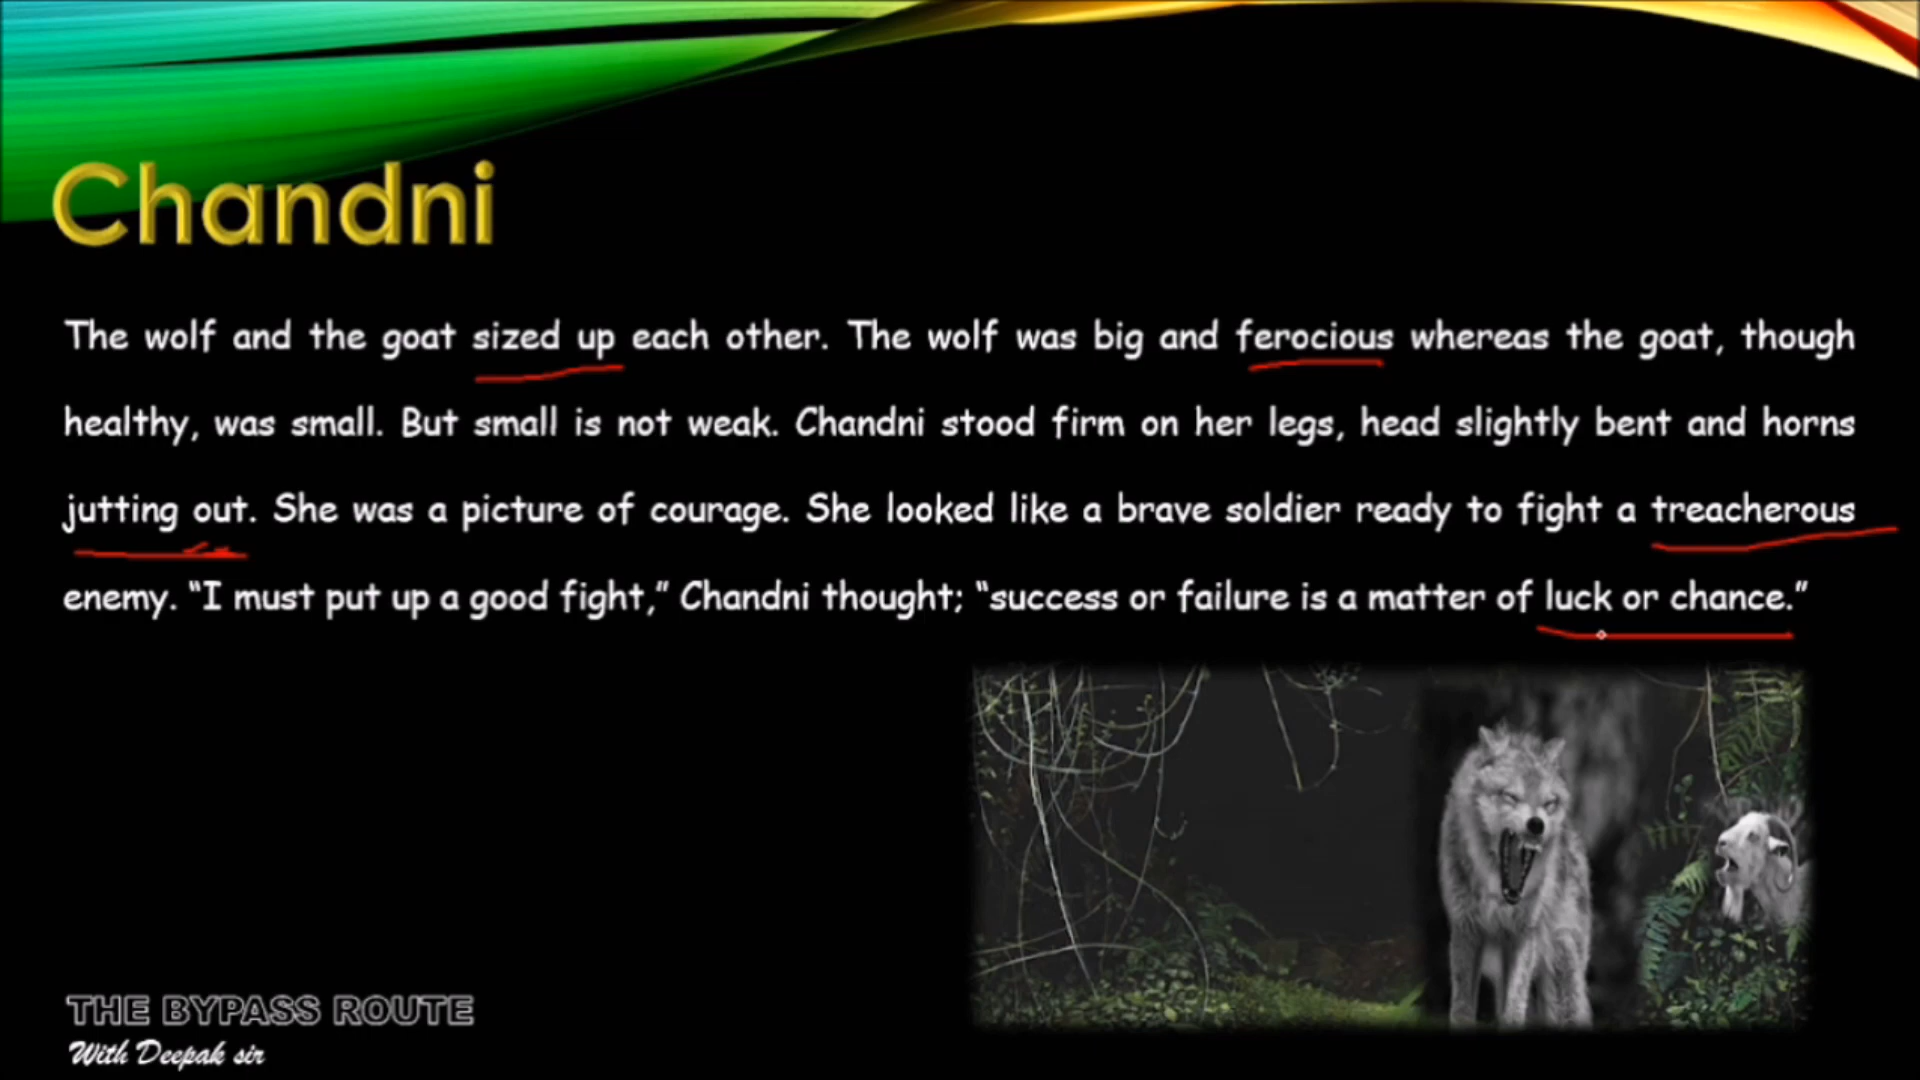 Chandni
The wolf and the goat sized up each other. The wolf was big and ferocious whereas the goat, though
healthy, was small. But small is not weak. Chandni stood firm on her legs, head slightly bent and horns
jutting out. She was a picture of courage. She looked like a brave soldier ready to fight a treacherous
enemy. “I must put up a good fight,” Chandni thought; “success or failure is a matter of luck or chance.”
THE BYPASS ROUTE
With Deepak sir